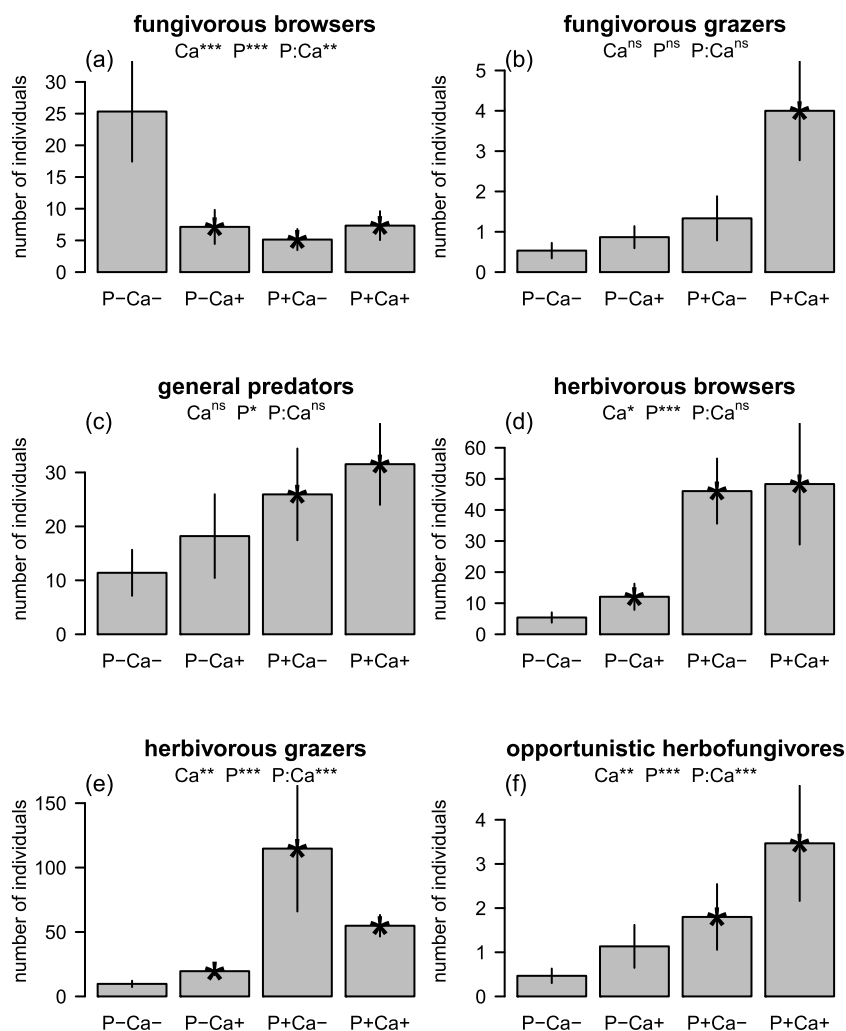 fungivorous browsers
(a) Ca*** P*** P:Ca**
number of individuals
30
25
20
15
10
5
0
P−Ca− P−Ca+ P+Ca− P+Ca+
fungivorous grazers
(b) Ca^ns P^ns P:Ca^ns
number of individuals
5
4
3
2
1
0
P−Ca− P−Ca+ P+Ca− P+Ca+
general predators
(c) Ca^ns P* P:Ca^ns
number of individuals
30
20
10
0
P−Ca− P−Ca+ P+Ca− P+Ca+
herbivorous browsers
(d) Ca* P*** P:Ca^ns
number of individuals
60
50
40
30
20
10
0
P−Ca− P−Ca+ P+Ca− P+Ca+
herbivorous grazers
(e) Ca** P*** P:Ca***
number of individuals
150
100
50
0
P−Ca− P−Ca+ P+Ca− P+Ca+
opportunistic herbofungivores
(f) Ca** P*** P:Ca***
number of individuals
4
3
2
1
0
P−Ca− P−Ca+ P+Ca− P+Ca+